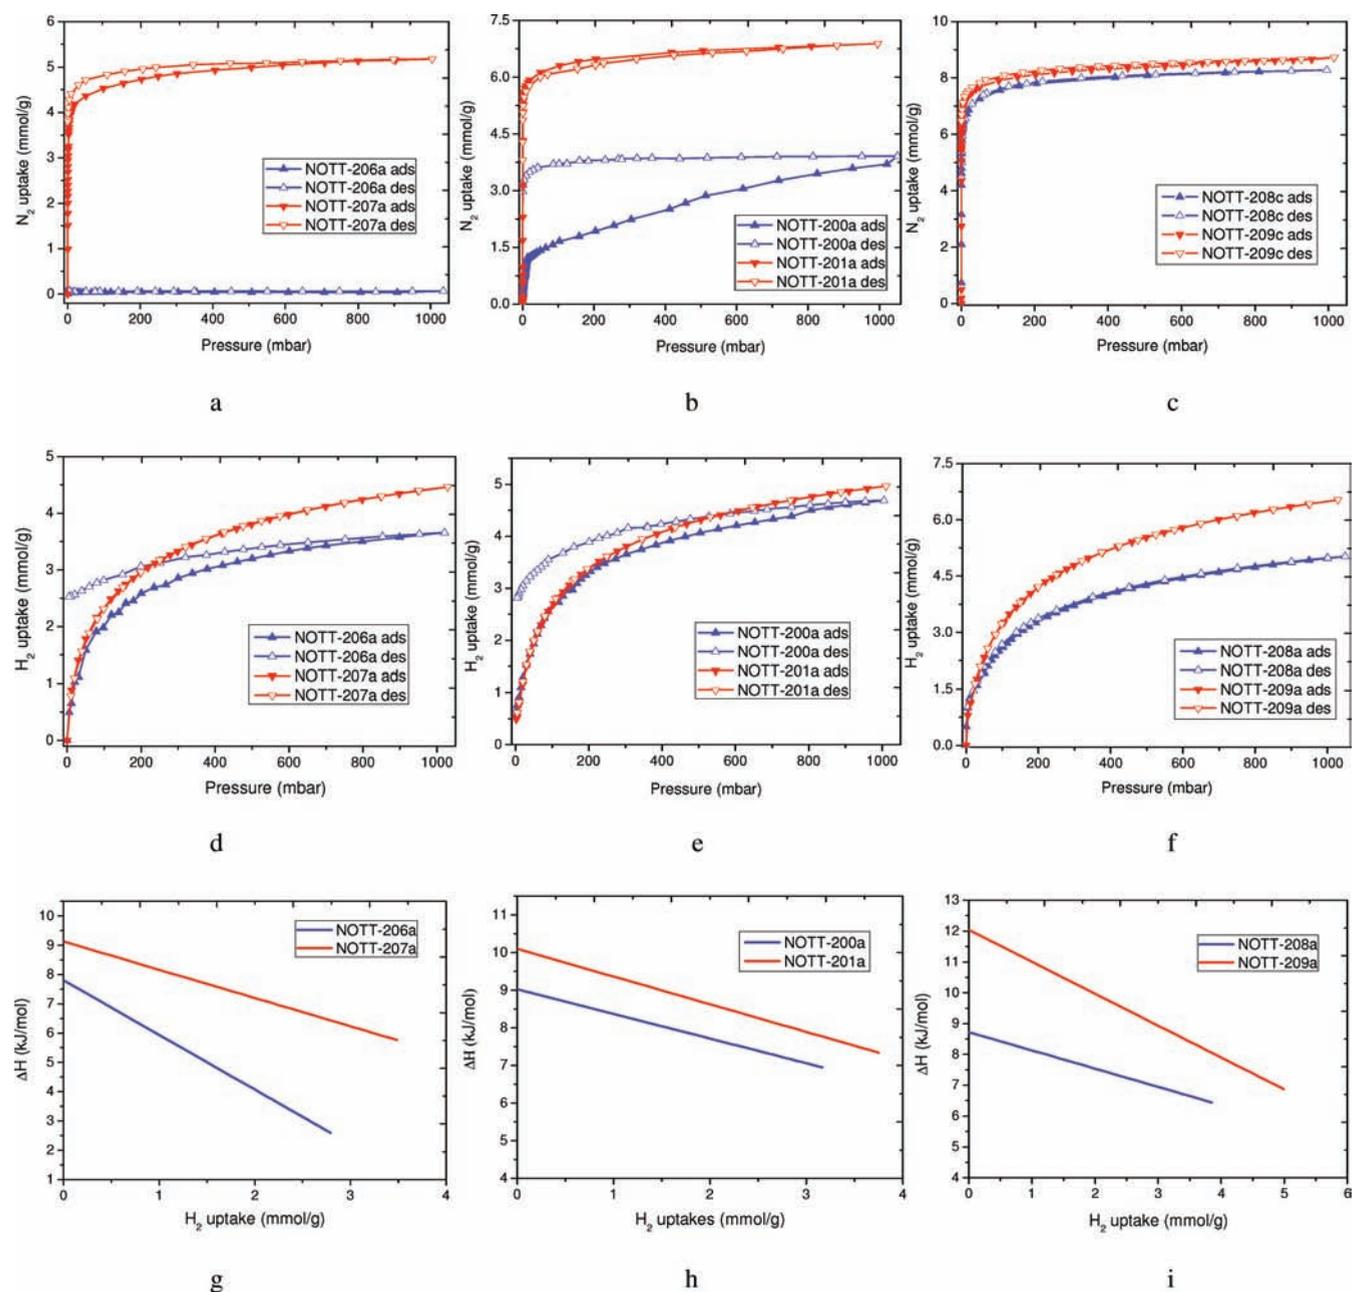 6
5
4
3
2
1
0
N2 uptake (mmol/g)
NOTT-206a ads
NOTT-206a des
NOTT-207a ads
NOTT-207a des
0 200 400 600 800 1000
Pressure (mbar)
a
7.5
6.0
4.5
3.0
1.5
0.0
N2 uptake (mmol/g)
NOTT-200a ads
NOTT-200a des
NOTT-201a ads
NOTT-201a des
0 200 400 600 800 1000
Pressure (mbar)
b
10
8
6
4
2
0
N2 uptake (mmol/g)
NOTT-208c ads
NOTT-208c des
NOTT-209c ads
NOTT-209c des
0 200 400 600 800 1000
Pressure (mbar)
c
5
4
3
2
1
0
H2 uptake (mmol/g)
NOTT-206a ads
NOTT-206a des
NOTT-207a ads
NOTT-207a des
0 200 400 600 800 1000
Pressure (mbar)
d
5
4
3
2
1
0
H2 uptake (mmol/g)
NOTT-200a ads
NOTT-200a des
NOTT-201a ads
NOTT-201a des
0 200 400 600 800 1000
Pressure (mbar)
e
7.5
6.0
4.5
3.0
1.5
0.0
H2 uptake (mmol/g)
NOTT-208a ads
NOTT-208a des
NOTT-209a ads
NOTT-209a des
0 200 400 600 800 1000
Pressure (mbar)
f
10
9
8
7
6
5
4
3
2
1
ΔH (kJ/mol)
NOTT-206a
NOTT-207a
0 1 2 3 4
H2 uptake (mmol/g)
g
11
10
9
8
7
6
5
4
ΔH (kJ/mol)
NOTT-200a
NOTT-201a
0 1 2 3 4
H2 uptakes (mmol/g)
h
13
12
11
10
9
8
7
6
5
4
ΔH (kJ/mol)
NOTT-208a
NOTT-209a
0 1 2 3 4 5 6
H2 uptake (mmol/g)
i